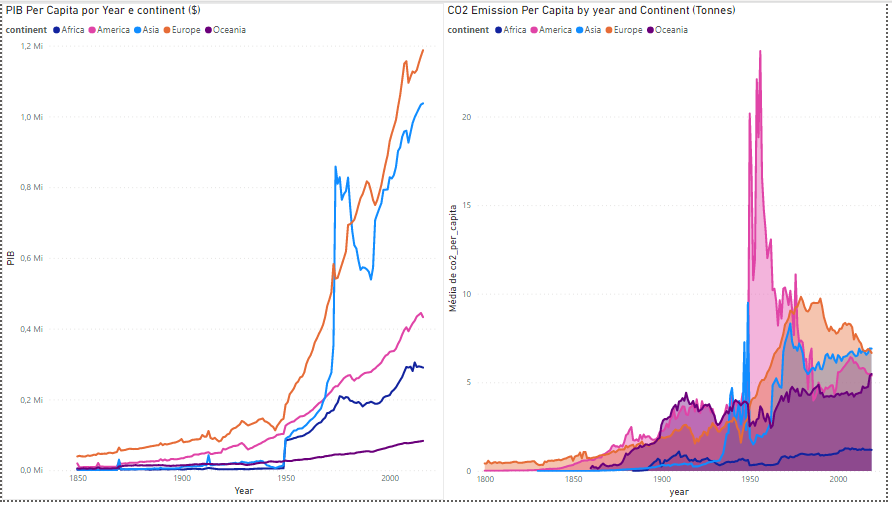 PIB Per Capita por Year e continent ($)
continent Africa America Asia Europe Oceania
1,2 Mi
1,0 Mi
0,8 Mi
0,6 Mi
0,4 Mi
0,2 Mi
0,0 Mi
PIB
1850 1900 1950 2000
Year
CO2 Emission Per Capita by year and Continent (Tonnes)
continent Africa America Asia Europe Oceania
20
15
10
5
0
Média de co2_per_capita
1800 1850 1900 1950 2000
year